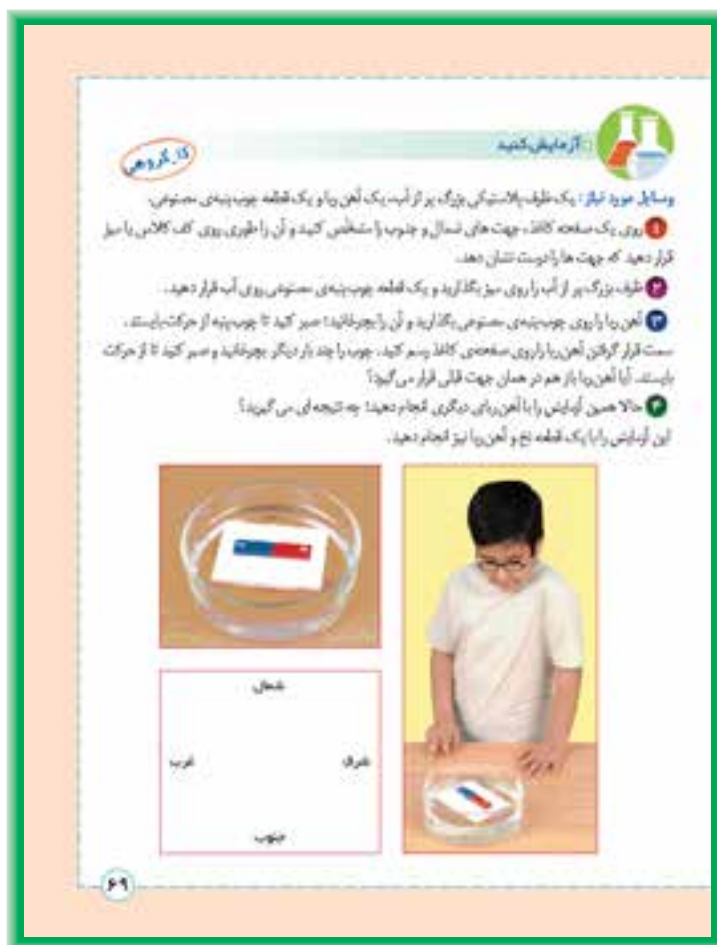 آزمایش کنید
کار گروهی
وسایل مورد نیاز: یک ظرف پلاستیکی بزرگ پر از آب، یک آهن ربا و یک قطعه چوب پنبه‌ی مصنوعی.
۱ روی یک صفحه کاغذ، جهت های شمال و جنوب را مشخّص کنید و آن را طوری روی کف کلاس یا میز
قرار دهید که جهت ها را درست نشان دهد.
۲ ظرف بزرگ پر از آب را روی میز بگذارید و یک قطعه چوب پنبه‌ی مصنوعی روی آب قرار دهید.
۳ آهن ربا را روی چوب پنبه‌ی مصنوعی بگذارید و آن را بچرخانید؛ صبر کنید تا چوب پنبه از حرکت بایستد.
سمت قرار گرفتن آهن ربا را روی صفحه‌ی کاغذ رسم کنید. چوب را چند بار دیگر بچرخانید و صبر کنید تا از حرکت
بایستد. آیا آهن ربا باز هم در همان جهت قبلی قرار می گیرد؟
۴ حالا همین آزمایش را با آهن ربای دیگری انجام دهید؛ چه نتیجه ای می گیرید؟
این آزمایش را با یک قطعه نخ و آهن ربا نیز انجام دهید.
شمال
شرق
غرب
جنوب
۶۹